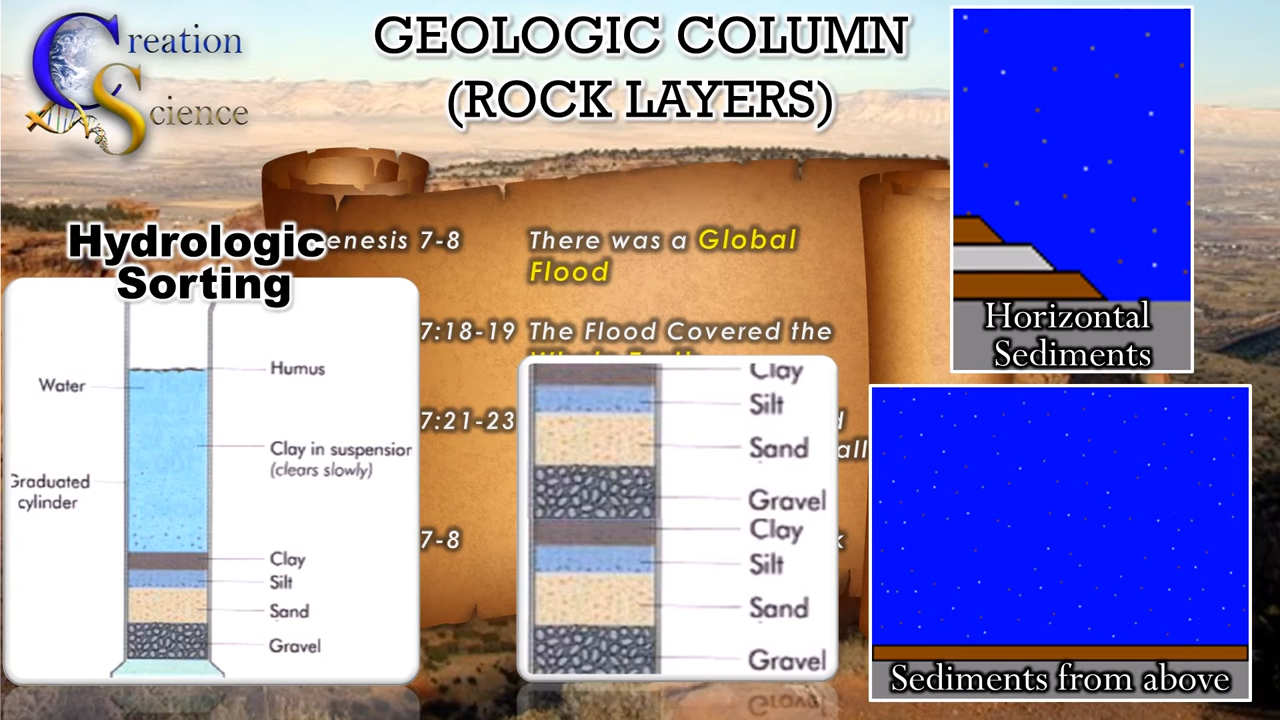 Creation
Science
GEOLOGIC COLUMN
(ROCK LAYERS)
Hydrologic
Sorting
enesis 7-8
There was a Global
Flood
7:18-19
The Flood Covered the
7:21-23
all
7-8
Water
Graduated
cylinder
Humus
Clay in suspension
(clears slowly)
Clay
Silt
Sand
Gravel
Clay
Silt
Sand
Gravel
Clay
Silt
Sand
Gravel
Horizontal
Sediments
Sediments from above